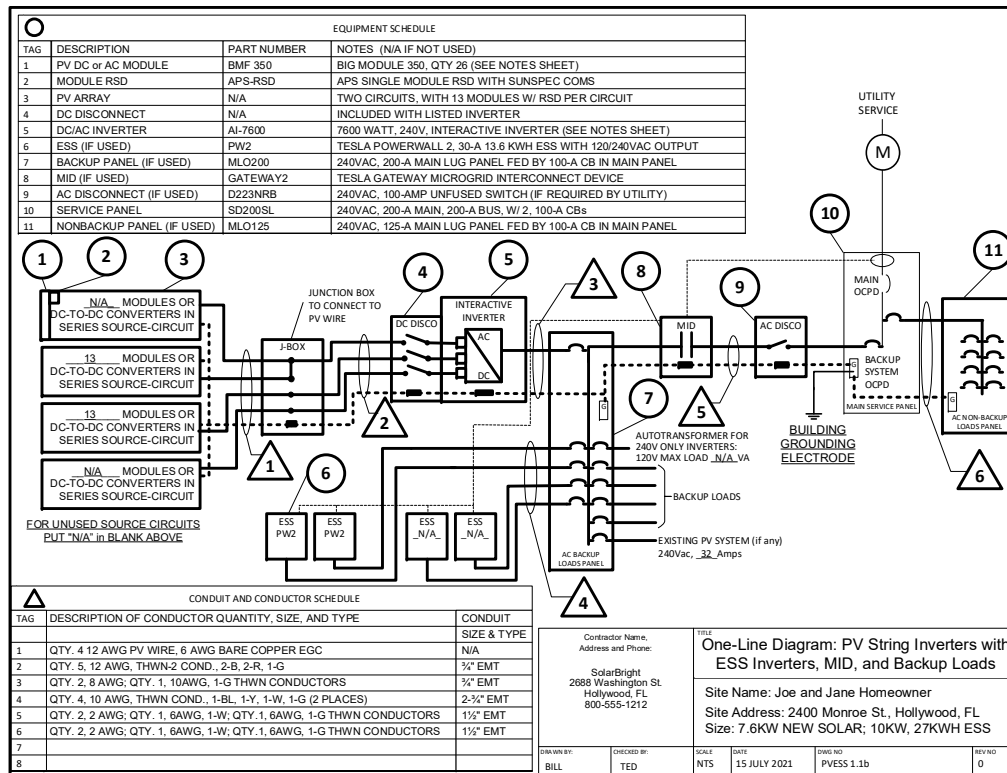 EQUIPMENT SCHEDULE
TAG DESCRIPTION PART NUMBER NOTES (N/A IF NOT USED)
1 PV DC or AC MODULE BMF 350 BIG MODULE 350, QTY 26 (SEE NOTES SHEET)
2 MODULE RSD APS-RSD APS SINGLE MODULE RSD WITH SUNSPEC COMS
3 PV ARRAY N/A TWO CIRCUITS, WITH 13 MODULES W/ RSD PER CIRCUIT
4 DC DISCONNECT N/A INCLUDED WITH LISTED INVERTER
5 DC/AC INVERTER AI-7600 7600 WATT, 240V, INTERACTIVE INVERTER (SEE NOTES SHEET)
6 ESS (IF USED) PW2 TESLA POWERWALL 2, 30-A 13.6 KWH ESS WITH 120/240VAC OUTPUT
7 BACKUP PANEL (IF USED) MLO200 240VAC, 200-A MAIN LUG PANEL FED BY 100-A CB IN MAIN PANEL
8 MID (IF USED) GATEWAY2 TESLA GATEWAY MICROGRID INTERCONNECT DEVICE
9 AC DISCONNECT (IF USED) D223NRB 240VAC, 100-AMP UNFUSED SWITCH (IF REQUIRED BY UTILITY)
10 SERVICE PANEL SD200SL 240VAC, 200-A MAIN, 200-A BUS, W/ 2, 100-A CBs
11 NONBACKUP PANEL (IF USED) MLO125 240VAC, 125-A MAIN LUG PANEL FED BY 100-A CB IN MAIN PANEL
UTILITY
SERVICE
M
1
2
3
4
5
8
9
10
11
3
N/A MODULES OR
DC-TO-DC CONVERTERS IN
SERIES SOURCE-CIRCUIT
13 MODULES OR
DC-TO-DC CONVERTERS IN
SERIES SOURCE-CIRCUIT
13 MODULES OR
DC-TO-DC CONVERTERS IN
SERIES SOURCE-CIRCUIT
N/A MODULES OR
DC-TO-DC CONVERTERS IN
SERIES SOURCE-CIRCUIT
FOR UNUSED SOURCE CIRCUITS
PUT "N/A" in BLANK ABOVE
JUNCTION BOX
TO CONNECT TO
PV WIRE
J-BOX
1
2
DC DISCO
INTERACTIVE
INVERTER
AC
DC
MID
AC DISCO
5
7
G
MAIN
OCPD
BACKUP
SYSTEM
OCPD
G
MAIN SERVICE PANEL
BUILDING
GROUNDING
ELECTRODE
G
AC NON-BACKUP
LOADS PANEL
6
AUTOTRANSFORMER FOR
240V ONLY INVERTERS:
120V MAX LOAD _N/A_VA
BACKUP LOADS
EXISTING PV SYSTEM (if any)
240Vac, _32_Amps
AC BACKUP
LOADS PANEL
4
6
ESS
PW2
ESS
PW2
ESS
_N/A_
ESS
_N/A_
CONDUIT AND CONDUCTOR SCHEDULE
TAG DESCRIPTION OF CONDUCTOR QUANTITY, SIZE, AND TYPE CONDUIT
SIZE & TYPE
1 QTY. 4 12 AWG PV WIRE, 6 AWG BARE COPPER EGC N/A
2 QTY. 5, 12 AWG, THWN-2 COND., 2-B, 2-R, 1-G ¾" EMT
3 QTY. 2, 8 AWG; QTY. 1, 10AWG, 1-G THWN CONDUCTORS ¾" EMT
4 QTY. 4, 10 AWG, THWN COND., 1-BL, 1-Y, 1-W, 1-G (2 PLACES) 2-¾" EMT
5 QTY. 2, 2 AWG; QTY. 1, 6AWG, 1-W; QTY.1, 6AWG, 1-G THWN CONDUCTORS 1½" EMT
6 QTY. 2, 2 AWG; QTY. 1, 6AWG, 1-W; QTY.1, 6AWG, 1-G THWN CONDUCTORS 1½" EMT
7
8
Contractor Name,
Address and Phone:
SolarBright
2688 Washington St.
Hollywood, FL
800-555-1212
TITLE
One-Line Diagram: PV String Inverters with
ESS Inverters, MID, and Backup Loads
Site Name: Joe and Jane Homeowner
Site Address: 2400 Monroe St., Hollywood, FL
Size: 7.6KW NEW SOLAR; 10KW, 27KWH ESS
DRAWN BY: BILL
CHECKED BY: TED
SCALE NTS
DATE 15 JULY 2021
DWG NO PVESS 1.1b
REV NO 0